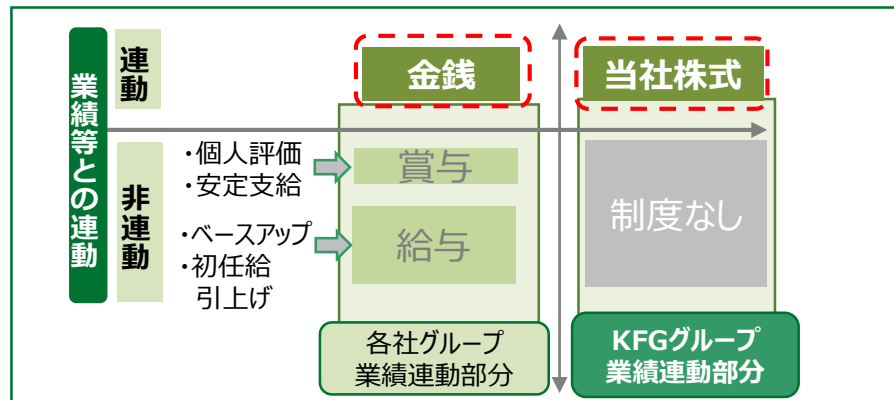 業績等との連動
連動
非連動
金銭
当社株式
・個人評価
・安定支給
賞与
・ベースアップ
・初任給
引上げ
給与
制度なし
各社グループ
業績連動部分
KFGグループ
業績連動部分